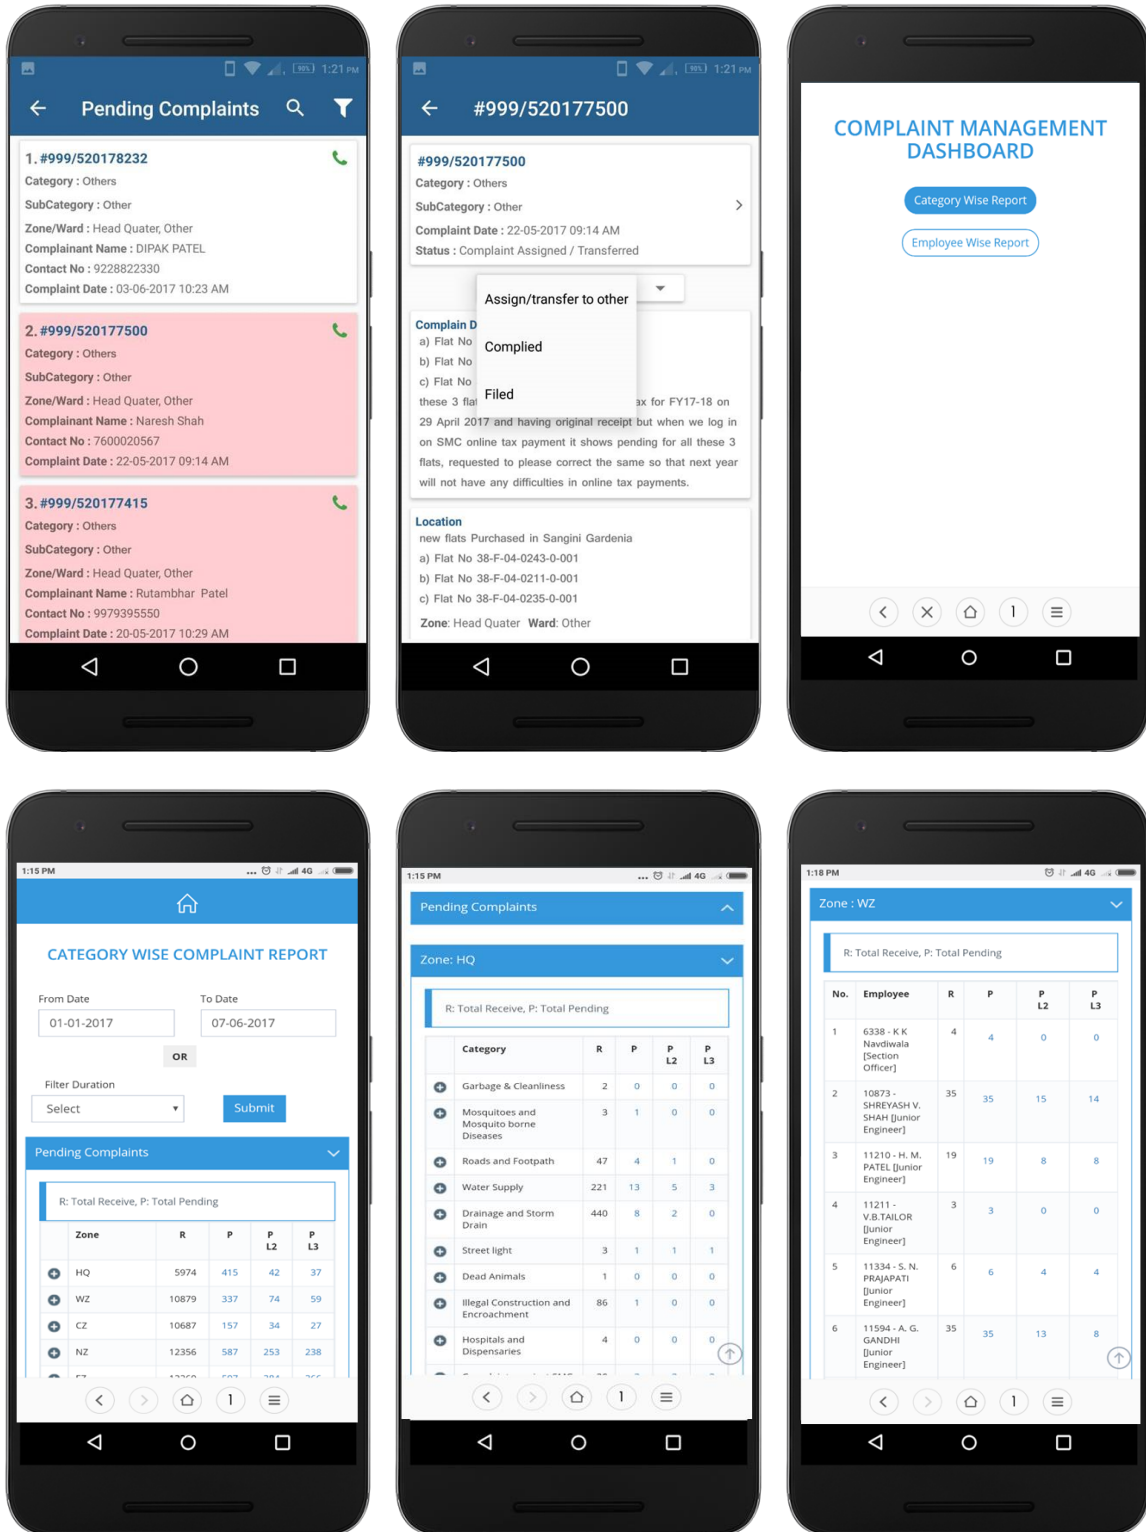 1:21 PM
Pending Complaints
1. #999/520178232
Category : Others
SubCategory : Other
Zone/Ward : Head Quater, Other
Complainant Name : DIPAK PATEL
Contact No : 9228822330
Complaint Date : 03-06-2017 10:23 AM
2. #999/520177500
Category : Others
SubCategory : Other
Zone/Ward : Head Quater, Other
Complainant Name : Naresh Shah
Contact No : 7600020567
Complaint Date : 22-05-2017 09:14 AM
3. #999/520177415
Category : Others
SubCategory : Other
Zone/Ward : Head Quater, Other
Complainant Name : Rutambhar Patel
Contact No : 9979395550
Complaint Date : 20-05-2017 10:29 AM
90% 1:21 PM
#999/520177500
#999/520177500
Category : Others
SubCategory : Other
Complaint Date : 22-05-2017 09:14 AM
Status : Complaint Assigned / Transferred
Assign/transfer to other
Complied
Filed
Complain D
a) Flat No
b) Flat No
c) Flat No
these 3 flat ax for FY17-18 on
29 April 2017 and having original receipt but when we log in
on SMC online tax payment it shows pending for all these 3
flats, requested to please correct the same so that next year
will not have any difficulties in online tax payments.
Location
new flats Purchased in Sangini Gardenia
a) Flat No 38-F-04-0243-0-001
b) Flat No 38-F-04-0211-0-001
c) Flat No 38-F-04-0235-0-001
Zone: Head Quater Ward: Other
COMPLAINT MANAGEMENT
DASHBOARD
Category Wise Report
Employee Wise Report
1
1:15 PM ... 4G
CATEGORY WISE COMPLAINT REPORT
From Date To Date
01-01-2017 07-06-2017
OR
Filter Duration
Select Submit
Pending Complaints
R: Total Receive, P: Total Pending
Zone R P P L2 P L3
HQ 5974 415 42 37
WZ 10879 337 74 59
CZ 10687 157 34 27
NZ 12356 587 253 238
1
1:15 PM ... 4G
Pending Complaints
Zone: HQ
R: Total Receive, P: Total Pending
Category R P P L2 P L3
Garbage & Cleanliness 2 0 0 0
Mosquitoes and
Mosquito borne
Diseases 3 1 0 0
Roads and Footpath 47 4 1 0
Water Supply 221 13 5 3
Drainage and Storm
Drain 440 8 2 0
Street light 3 1 1 1
Dead Animals 1 0 0 0
Illegal Construction and
Encroachment 86 1 0 0
Hospitals and
Dispensaries 4 0 0 0
1
1:18 PM 4G
Zone : WZ
R: Total Receive, P: Total Pending
No. Employee R P P L2 P L3
1 6338 - K K
Navdiwala
[Section
Officer] 4 4 0 0
2 10873 -
SHREYASH V.
SHAH [Junior
Engineer] 35 35 15 14
3 11210 - H. M.
PATEL [Junior
Engineer] 19 19 8 8
4 11211 -
V.B.TAILOR
[Junior
Engineer] 3 3 0 0
5 11334 - S. N.
PRAJAPATI
[Junior
Engineer] 6 6 4 4
6 11594 - A. G.
GANDHI
[Junior
Engineer] 35 35 13 8
1